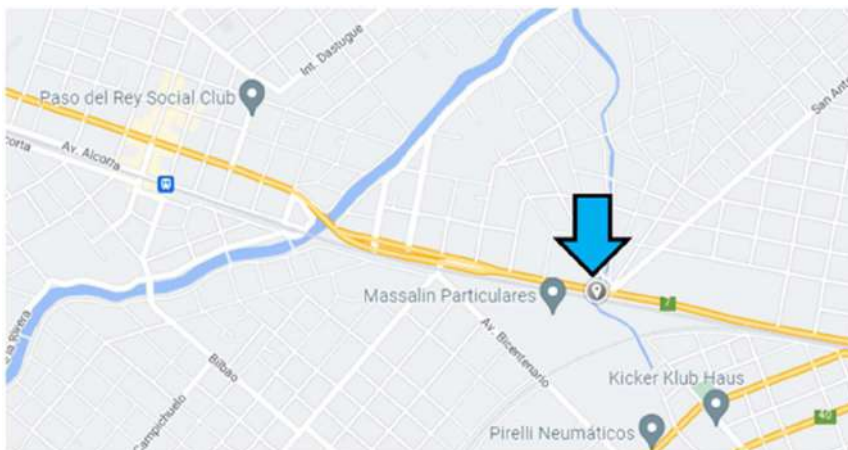 Int. Dastugue
Paso del Rey Social Club
San Anto
Av. Alcorta
corta
Massalin Particulares
7
Av. Bicentenario
Bilbao
Kicker Klub Haus
Campichuelo
40
Pirelli Neumáticos